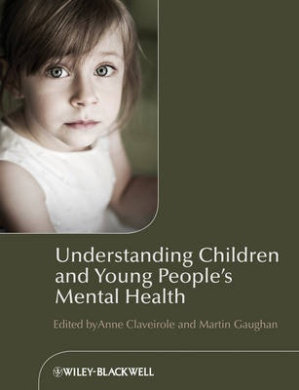 Understanding Children
and Young People's
Mental Health
Edited byAnne Claveirole and Martin Gaughan
WILEY-BLACKWELL